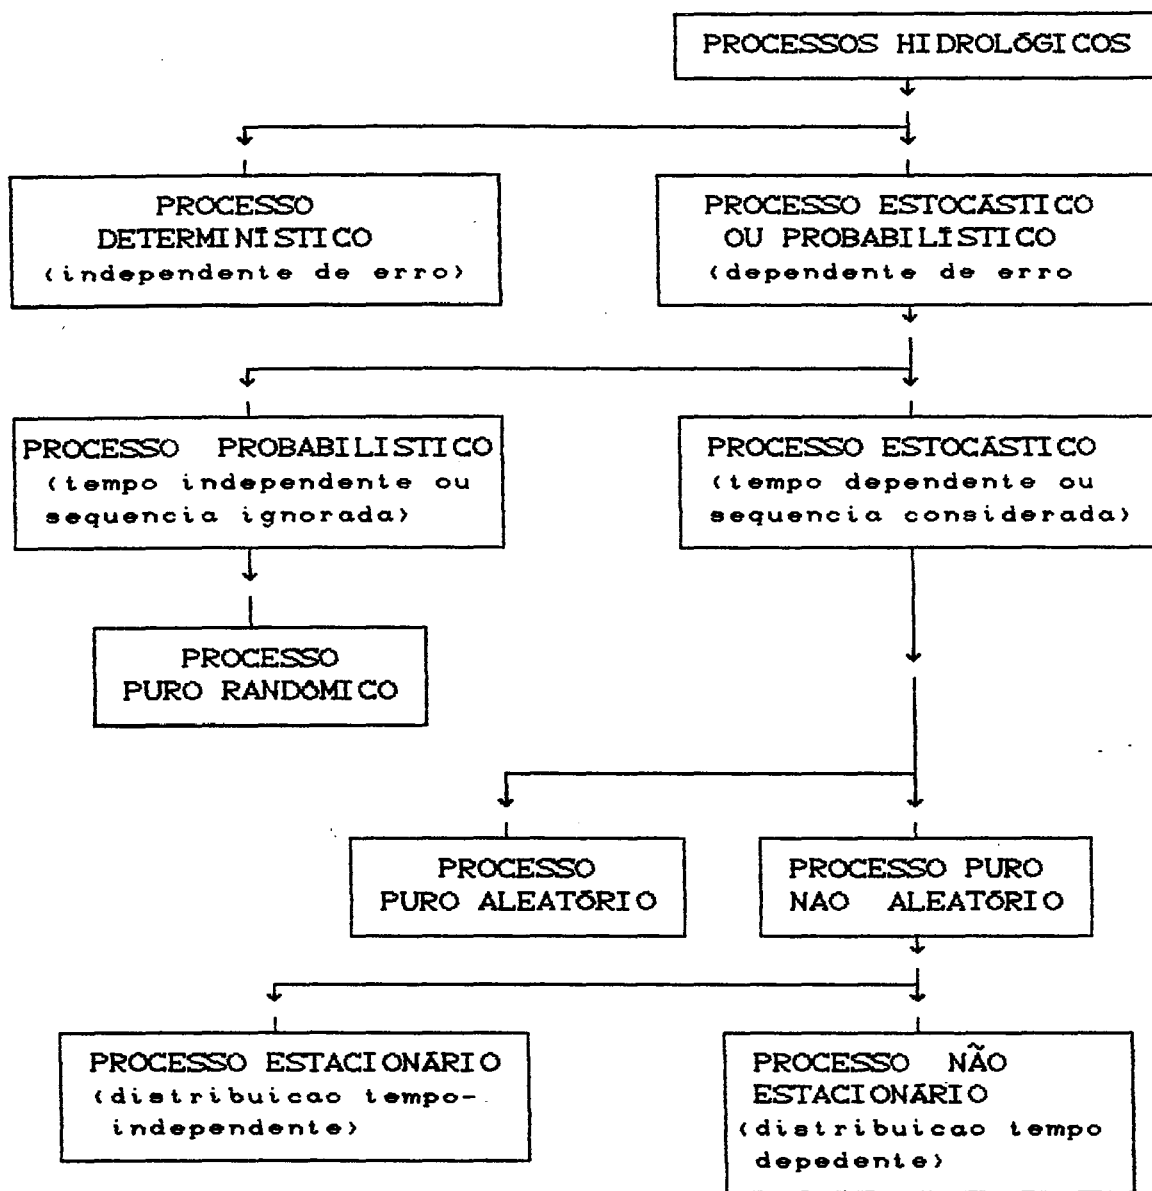 PROCESSOS HIDROLÓGICOS
PROCESSO
DETERMINÍSTICO
(independente de erro)
PROCESSO ESTOCÁSTICO
OU PROBABILÍSTICO
(dependente de erro
PROCESSO PROBABILISTICO
(tempo independente ou
sequencia ignorada)
PROCESSO ESTOCÁSTICO
(tempo dependente ou
sequencia considerada)
PROCESSO
PURO RANDÔMICO
PROCESSO
PURO ALEATÓRIO
PROCESSO PURO
NAO ALEATÓRIO
PROCESSO ESTACIONÁRIO
(distribuicao tempo-
independente)
PROCESSO NÃO
ESTACIONÁRIO
(distribuicao tempo
depedente)